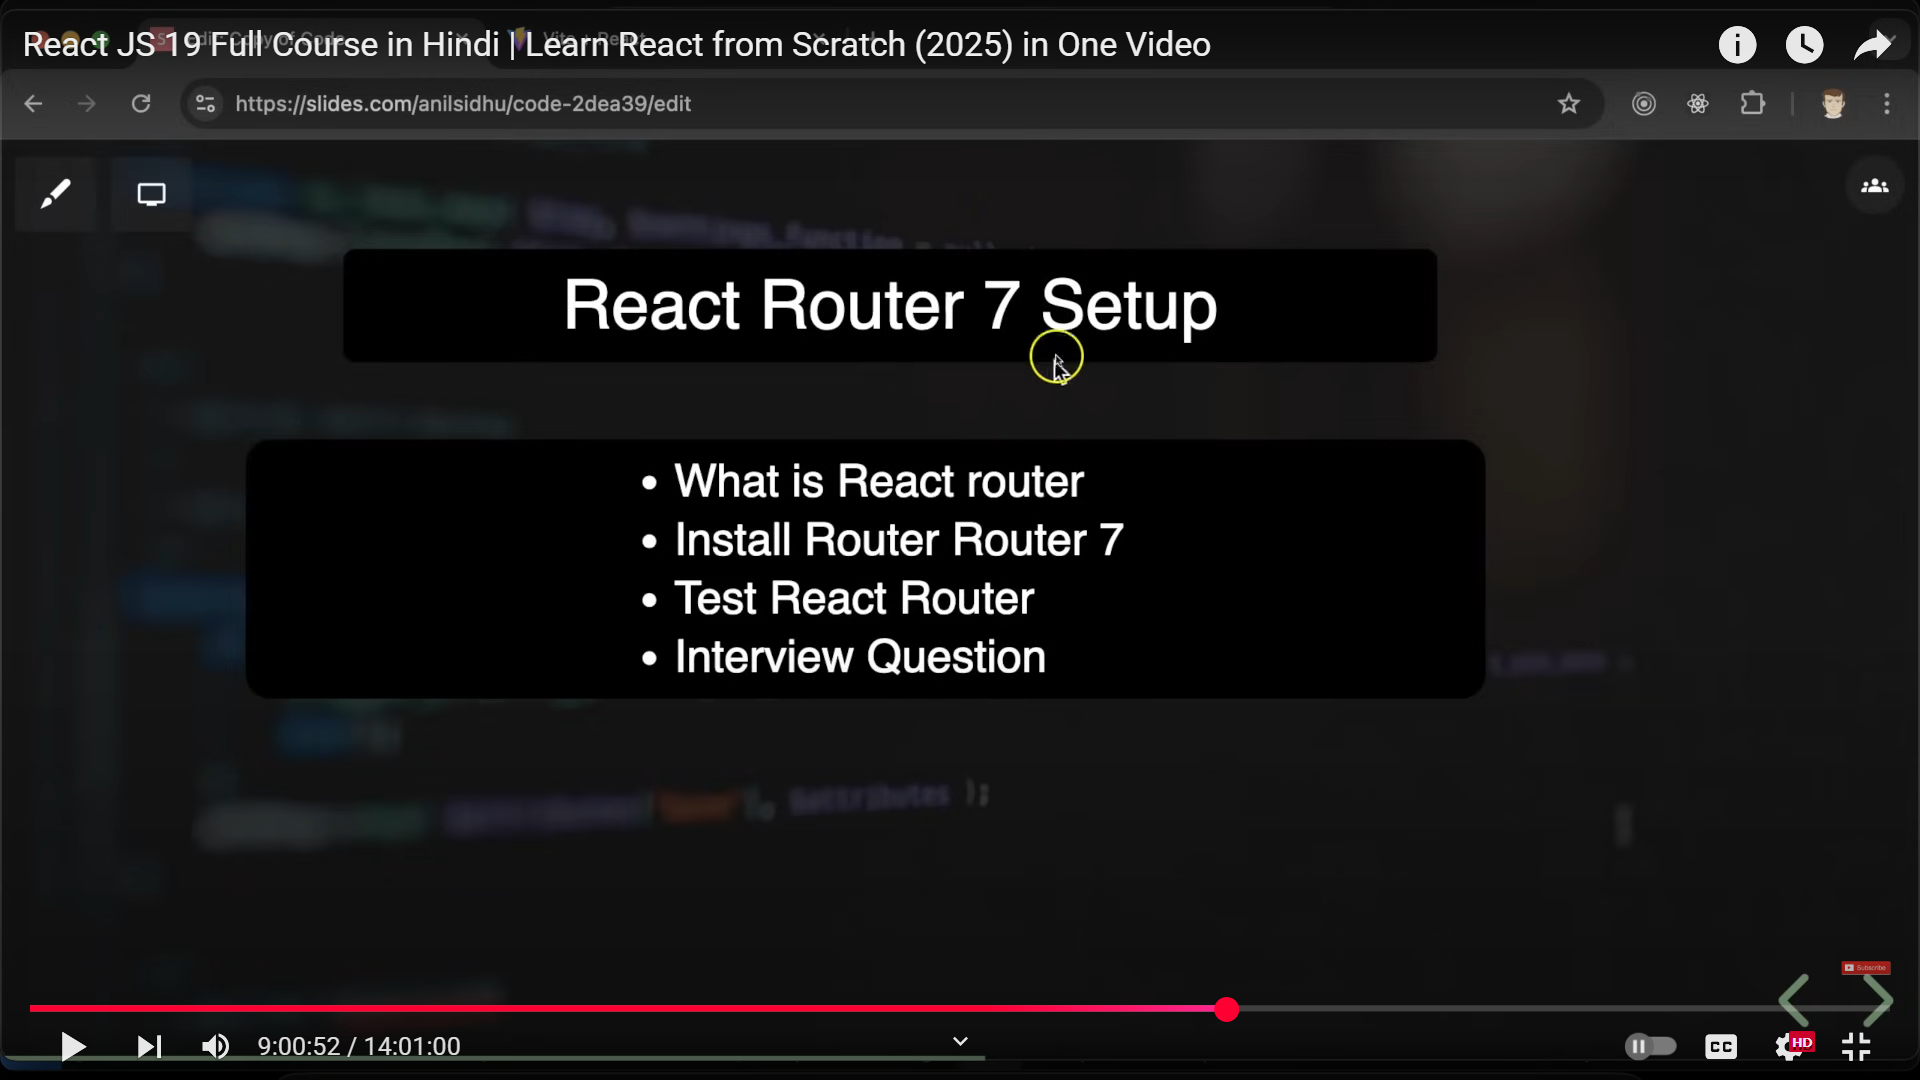 React JS 19 Full Course in Hindi | Learn React from Scratch (2025) in One Video
https://slides.com/anilsidhu/code-2dea39/edit
React Router 7 Setup
• What is React router
• Install Router Router 7
• Test React Router
• Interview Question
Subscribe
9:00:52 / 14:01:00
CC
HD